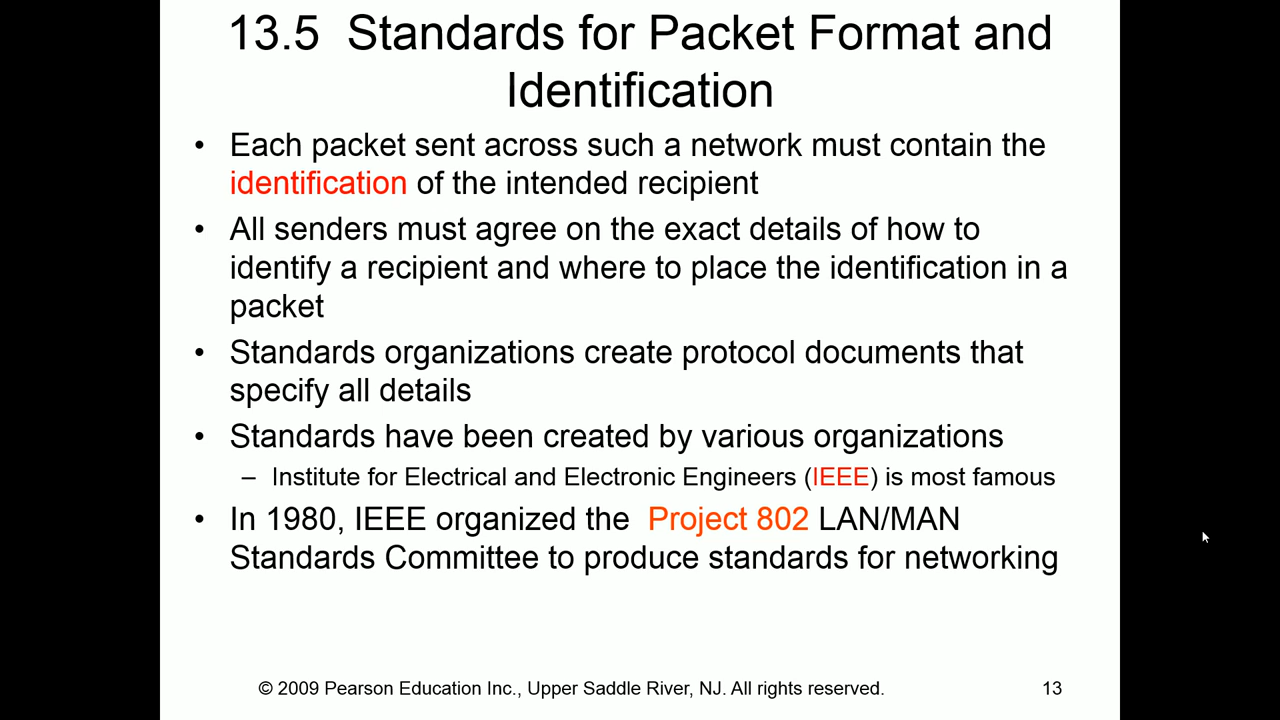 13.5 Standards for Packet Format and
Identification
• Each packet sent across such a network must contain the
identification of the intended recipient
• All senders must agree on the exact details of how to
identify a recipient and where to place the identification in a
packet
• Standards organizations create protocol documents that
specify all details
• Standards have been created by various organizations
– Institute for Electrical and Electronic Engineers (IEEE) is most famous
• In 1980, IEEE organized the Project 802 LAN/MAN
Standards Committee to produce standards for networking
© 2009 Pearson Education Inc., Upper Saddle River, NJ. All rights reserved. 13